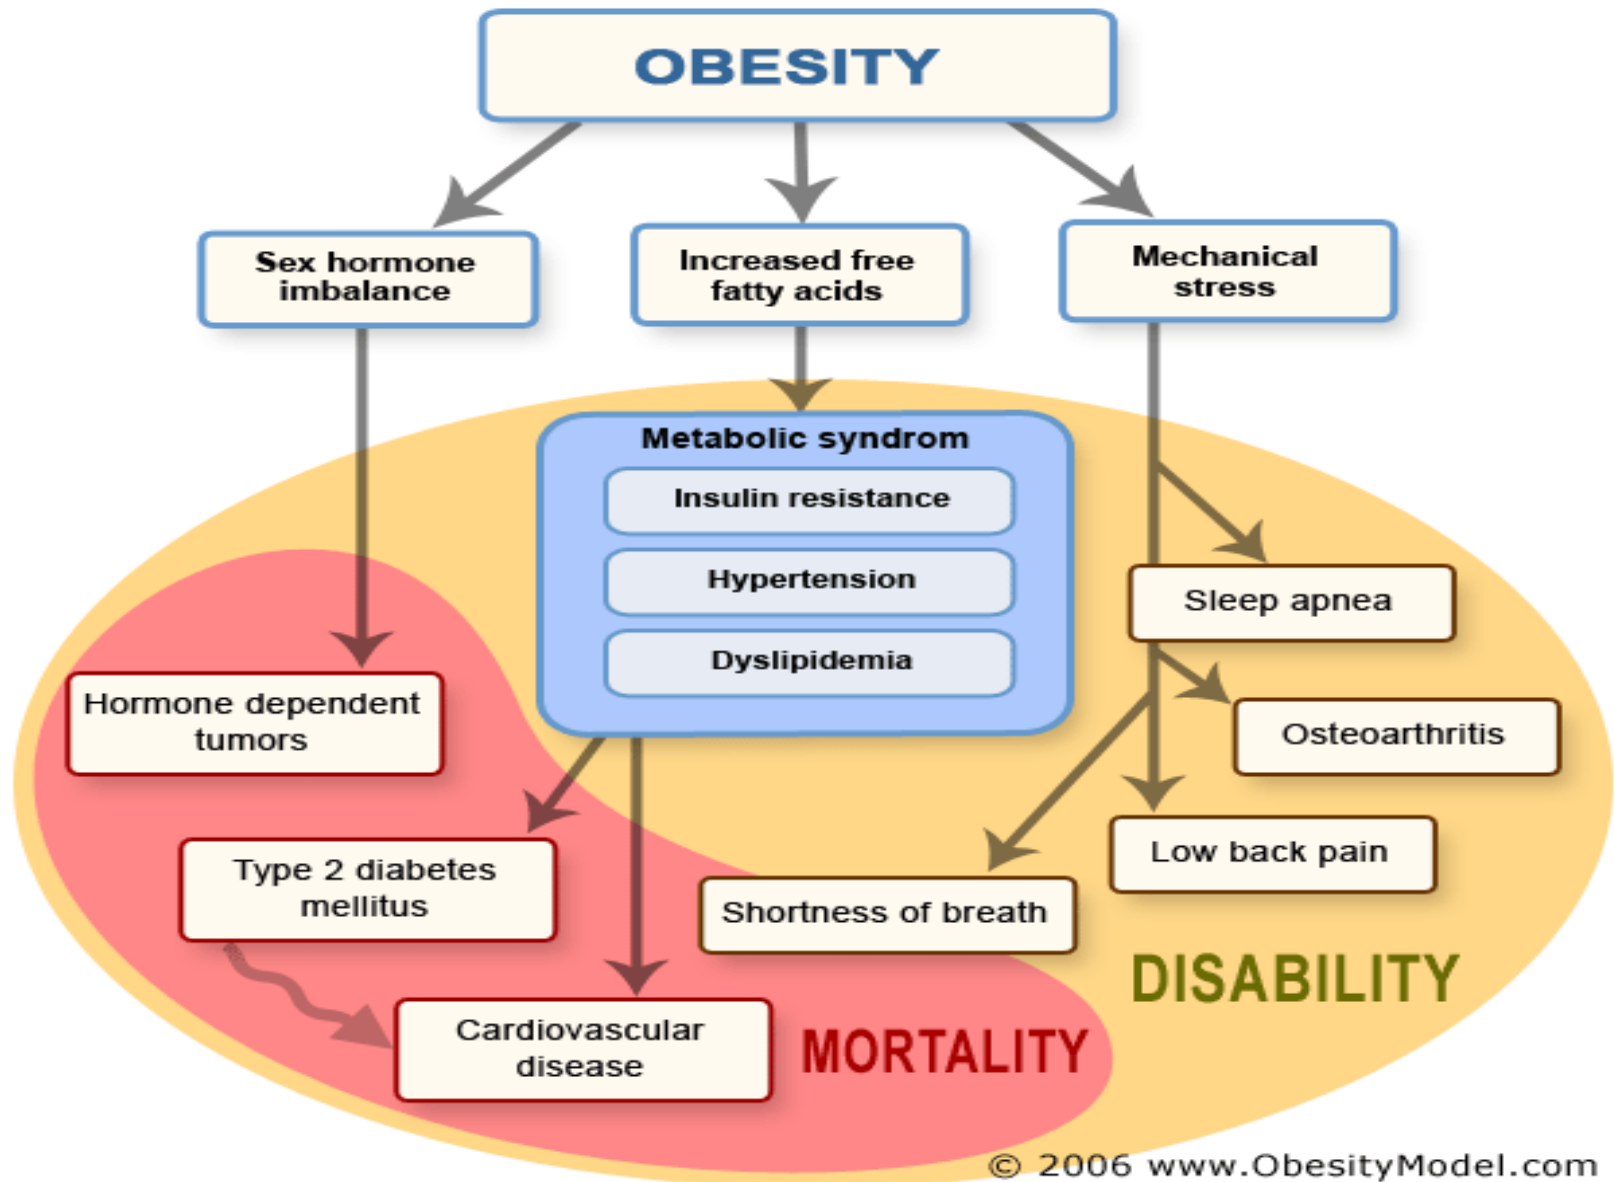 OBESITY
Sex hormone
imbalance
Increased free
fatty acids
Mechanical
stress
Metabolic syndrom
Insulin resistance
Hypertension
Dyslipidemia
Sleep apnea
Hormone dependent
tumors
Osteoarthritis
Low back pain
Type 2 diabetes
mellitus
Shortness of breath
DISABILITY
Cardiovascular
disease
MORTALITY
© 2006 www.ObesityModel.com